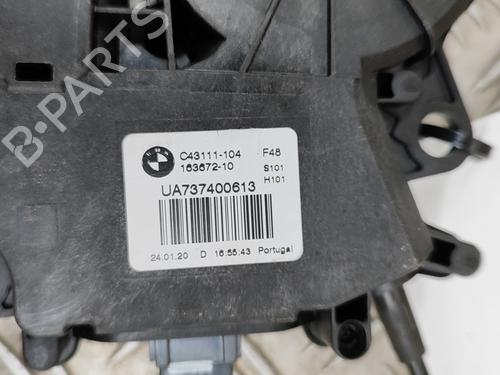 B-PARTS
C43111-104 F48
163672-10 S101
H101
UA737400613
24.01.20 D 16:55:43 Portugal